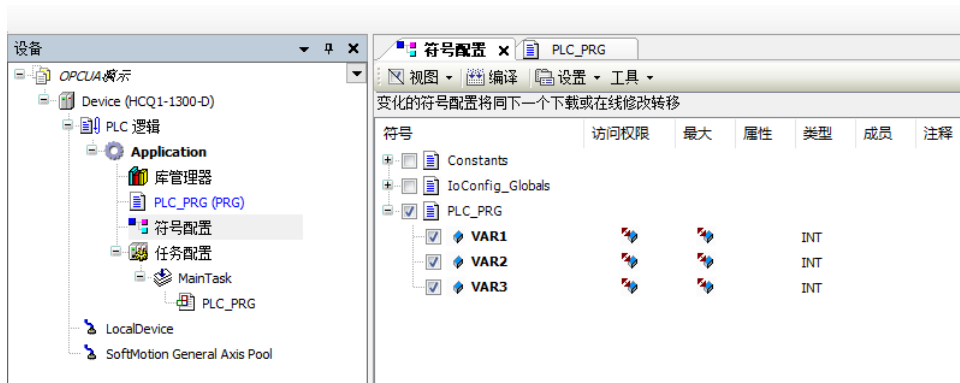 设备
OPCUA演示
Device (HCQ1-1300-D)
PLC 逻辑
Application
库管理器
PLC_PRG (PRG)
符号配置
任务配置
MainTask
PLC_PRG
LocalDevice
SoftMotion General Axis Pool
符号配置 PLC_PRG
视图 编译 设置 工具
变化的符号配置将同下一个下载或在线修改转移
符号 访问权限 最大 属性 类型 成员 注释
Constants
IoConfig_Globals
PLC_PRG
VAR1 INT
VAR2 INT
VAR3 INT